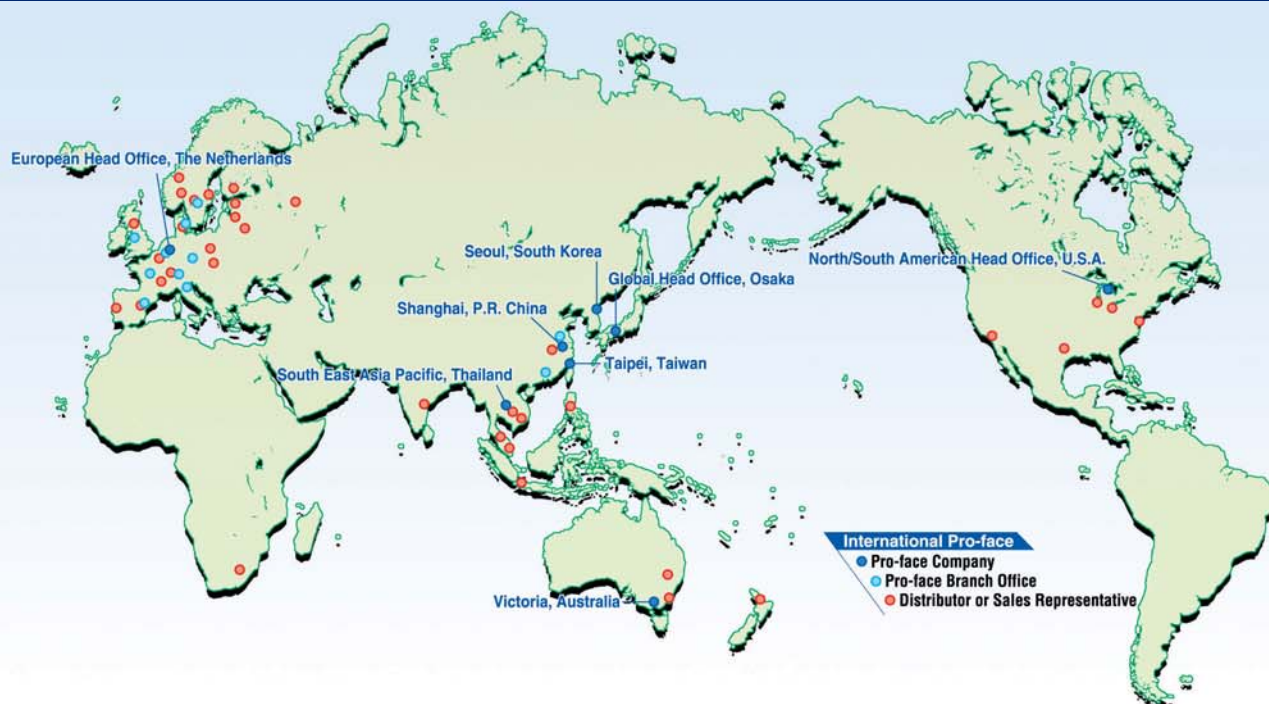 European Head Office, The Netherlands
Seoul, South Korea
Global Head Office, Osaka
North/South American Head Office, U.S.A.
Shanghai, P.R. China
Taipei, Taiwan
South East Asia Pacific, Thailand
International Pro-face
Pro-face Company
Pro-face Branch Office
Distributor or Sales Representative
Victoria, Australia